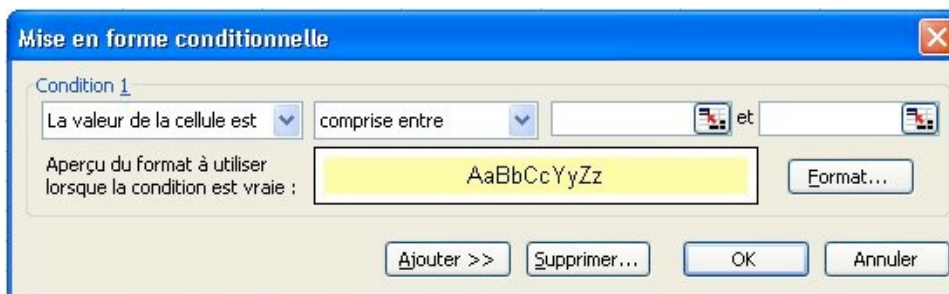 Mise en forme conditionnelle
Condition 1
La valeur de la cellule est comprise entre et
Aperçu du format à utiliser
lorsque la condition est vraie :
AaBbCcYyZz
Format...
Ajouter >> Supprimer... OK Annuler